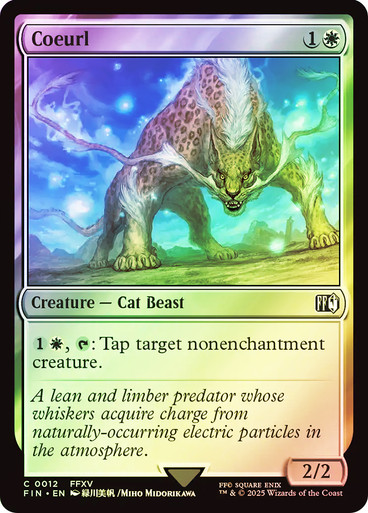 Coeurl 1
Creature — Cat Beast
FFXV
1, : Tap target nonenchantment
creature.
A lean and limber predator whose
whiskers acquire charge from
naturally-occurring electric particles in
the atmosphere.
2/2
C 0012 FFXV
FIN • EN 緑川美帆/Miho Midorikawa
FF© SQUARE ENIX
™ & © 2025 Wizards of the Coast